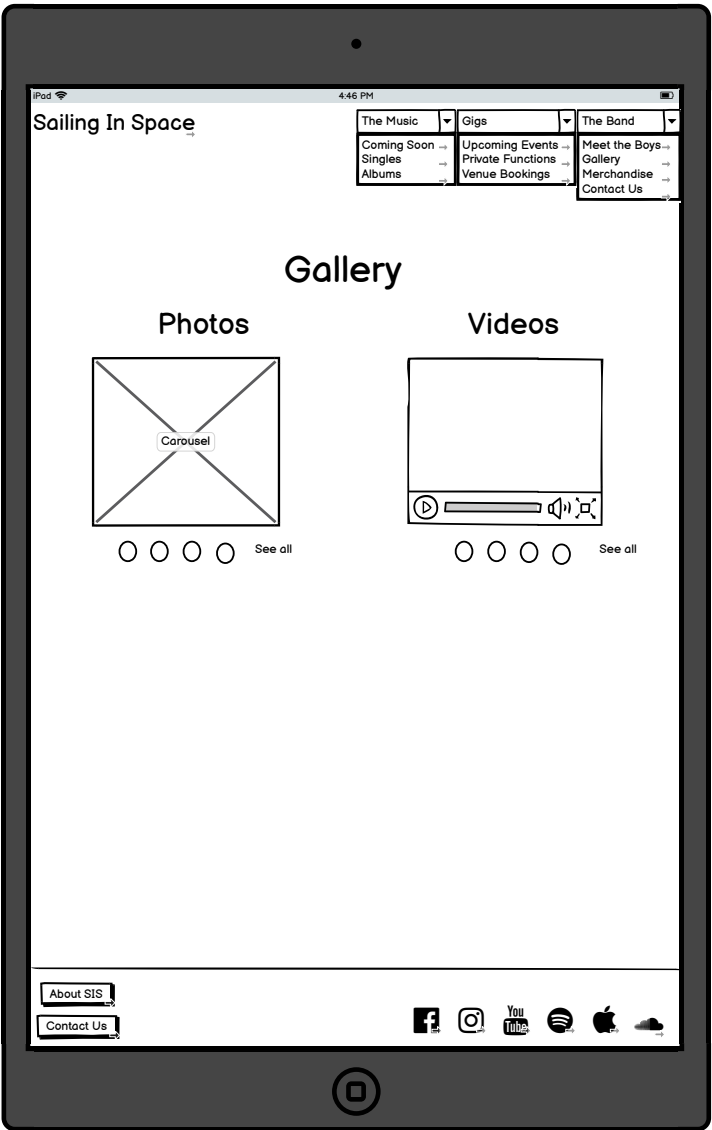 iPad 4:46 PM
Sailing In Space
The Music Gigs The Band
Coming Soon
Singles
Albums
Upcoming Events
Private Functions
Venue Bookings
Meet the Boys
Gallery
Merchandise
Contact Us
Gallery
Photos Videos
Carousel
See all See all
About SIS
Contact Us
You
Tube